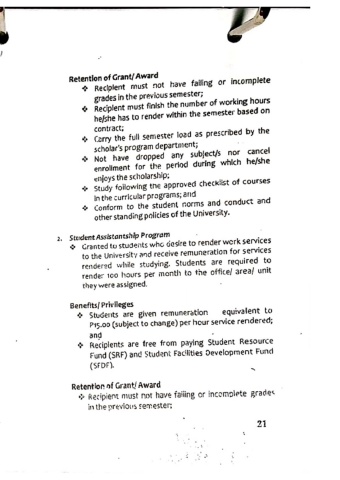 Retention of Grant/Award
❖ Recipient must not have failing or incomplete
grades in the previous semester;
❖ Recipient must finish the number of working hours
he/she has to render within the semester based on
contract;
❖ Carry the full semester load as prescribed by the
scholar's program department;
❖ Not have dropped any subject/s nor cancel
enrollment for the period during which he/she
enjoys the scholarship;
❖ Study following the approved checklist of courses
in the curricular programs; and
❖ Conform to the student norms and conduct and
other standing policies of the University.
2. Student Assistantship Program
❖ Granted to students who desire to render work services
to the University and receive remuneration for services
rendered while studying. Students are required to
render 100 hours per month to the office/ area/ unit
they were assigned.
Benefits/Privileges
❖ Students are given remuneration equivalent to
P15.00 (subject to change) per hour service rendered;
and
❖ Recipients are free from paying Student Resource
Fund (SRF) and Student Facilities Development Fund
(SFDF).
Retention of Grant/ Award
❖ Recipient must not have failing or incomplete grades
in the previous semester;
21